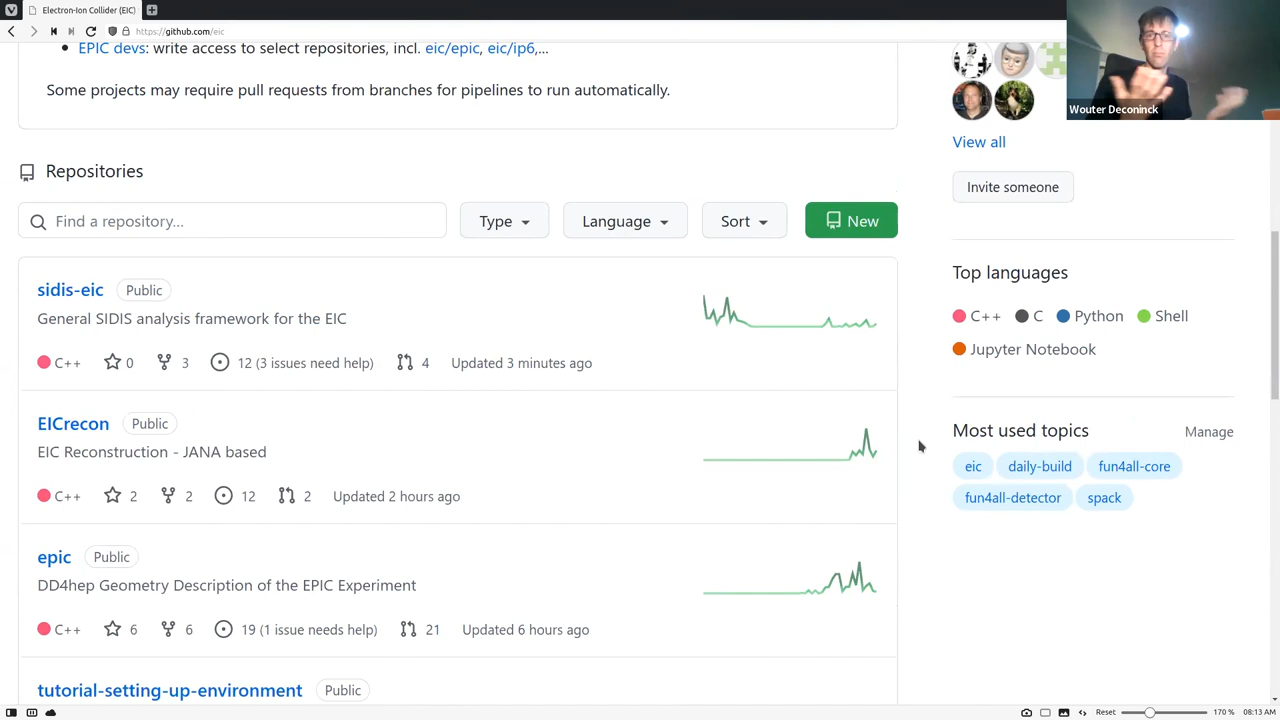 Electron-Ion Collider (EIC)
https://github.com/eic
EPIC devs: write access to select repositories, incl. eic/epic, eic/ip6,...
Some projects may require pull requests from branches for pipelines to run automatically.
Wouter Deconinck
View all
Invite someone
Repositories
Find a repository...
Type
Language
Sort
New
sidis-eic Public
General SIDIS analysis framework for the EIC
C++ 0 3 12 (3 issues need help) 4 Updated 3 minutes ago
EICrecon Public
EIC Reconstruction - JANA based
C++ 2 2 12 2 Updated 2 hours ago
epic Public
DD4hep Geometry Description of the EPIC Experiment
C++ 6 6 19 (1 issue needs help) 21 Updated 6 hours ago
tutorial-setting-up-environment Public
Top languages
C++ C Python Shell
Jupyter Notebook
Most used topics Manage
eic daily-build fun4all-core
fun4all-detector spack
Reset 170 % 08:13 AM